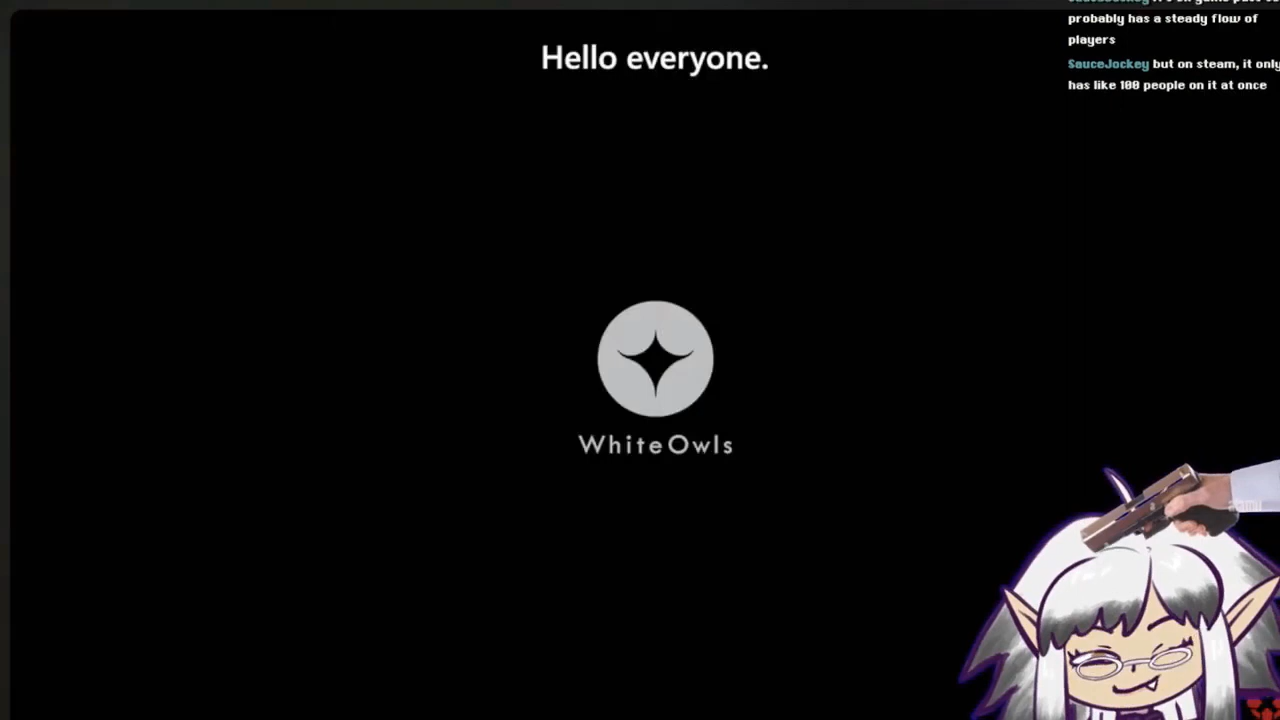 probably has a steady flow of
players
SauceJockey but on steam, it only
has like 100 people on it at once
Hello everyone.
WhiteOwls